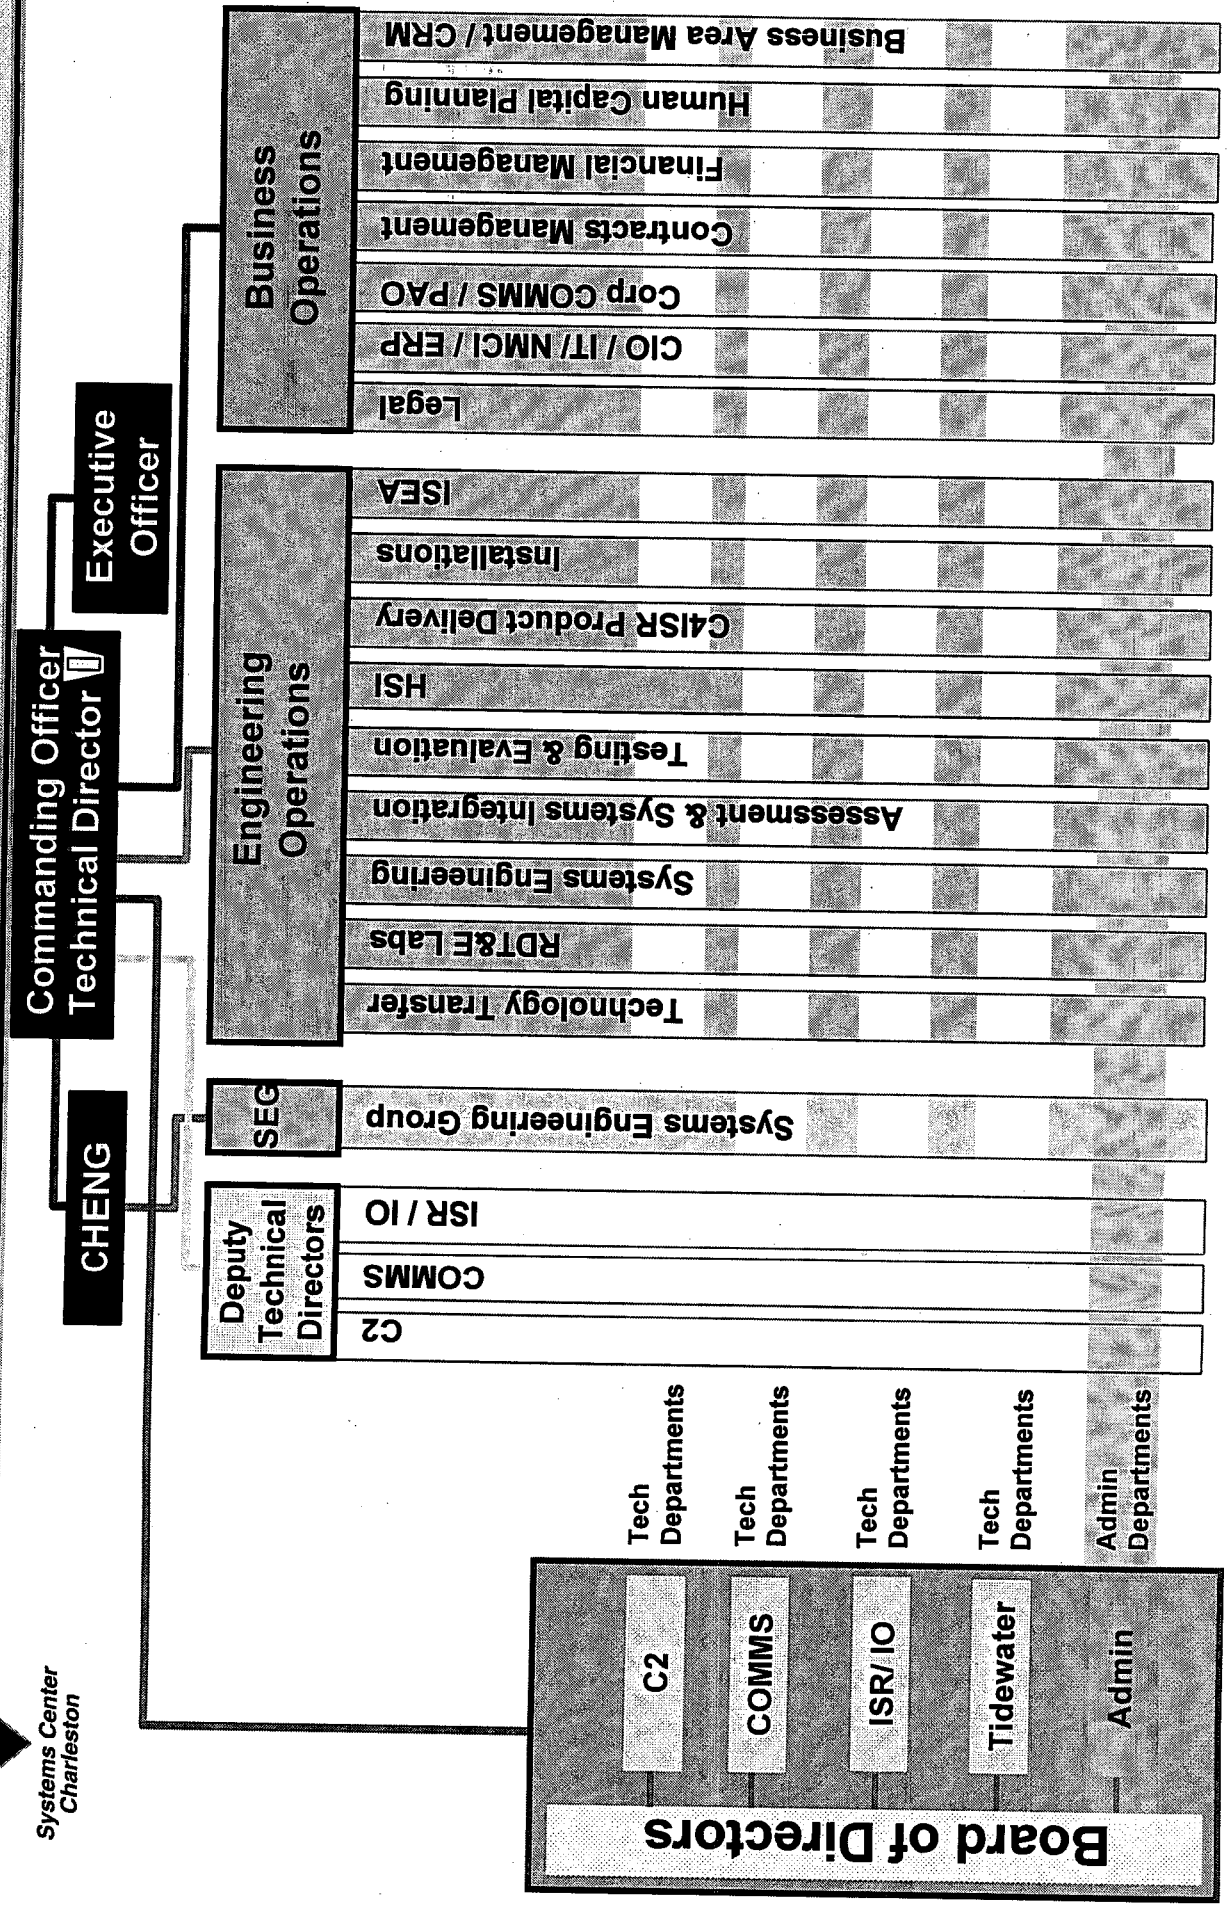 Systems Center
Charleston
Commanding Officer
Technical Director
Executive
Officer
CHENG
Deputy
Technical
Directors
SEG
Engineering
Operations
Business
Operations
C2
COMMS
ISR / IO
Systems Engineering Group
Technology Transfer
RDT&E Labs
Systems Engineering
Assessment & Systems Integration
Testing & Evaluation
HSI
C4ISR Product Delivery
Installations
ISEA
Legal
CIO / IT/ NMCI / ERP
Corp COMMS / PAO
Contracts Management
Financial Management
Human Capital Planning
Business Area Management / CRM
Board of Directors
C2
Tech
Departments
COMMS
Tech
Departments
ISR/ IO
Tech
Departments
Tidewater
Tech
Departments
Admin
Admin
Departments